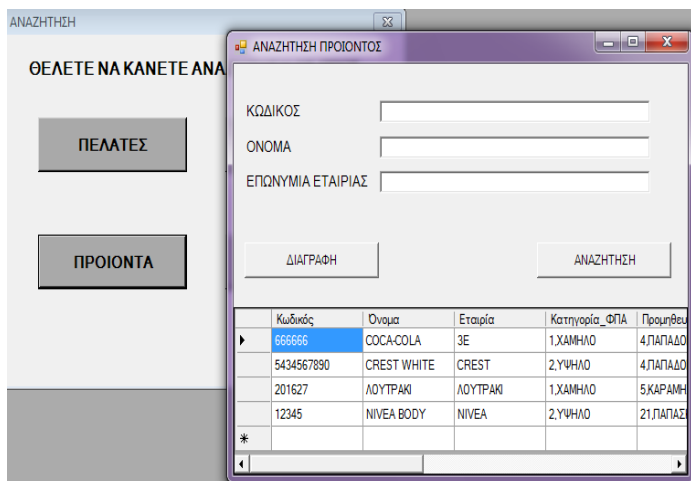 ΑΝΑΖΗΤΗΣΗ
ΘΕΛΕΤΕ ΝΑ ΚΑΝΕΤΕ ΑΝΑ
ΠΕΛΑΤΕΣ
ΠΡΟΙΟΝΤΑ
ΑΝΑΖΗΤΗΣΗ ΠΡΟΙΟΝΤΟΣ
ΚΩΔΙΚΟΣ
ΟΝΟΜΑ
ΕΠΩΝΥΜΙΑ ΕΤΑΙΡΙΑΣ
ΔΙΑΓΡΑΦΗ ΑΝΑΖΗΤΗΣΗ
Κωδικός Όνομα Εταιρία Κατηγορία_ΦΠΑ Προμηθευ
666666 COCA-COLA 3E 1,ΧΑΜΗΛΟ 4,ΠΑΠΑΔΟ
5434567890 CREST WHITE CREST 2,ΥΨΗΛΟ 4,ΠΑΠΑΔΟ
201627 ΛΟΥΤΡΑΚΙ ΛΟΥΤΡΑΚΙ 1,ΧΑΜΗΛΟ 5,ΚΑΡΑΜΗ
12345 NIVEA BODY NIVEA 2,ΥΨΗΛΟ 21,ΠΑΠΑΣ